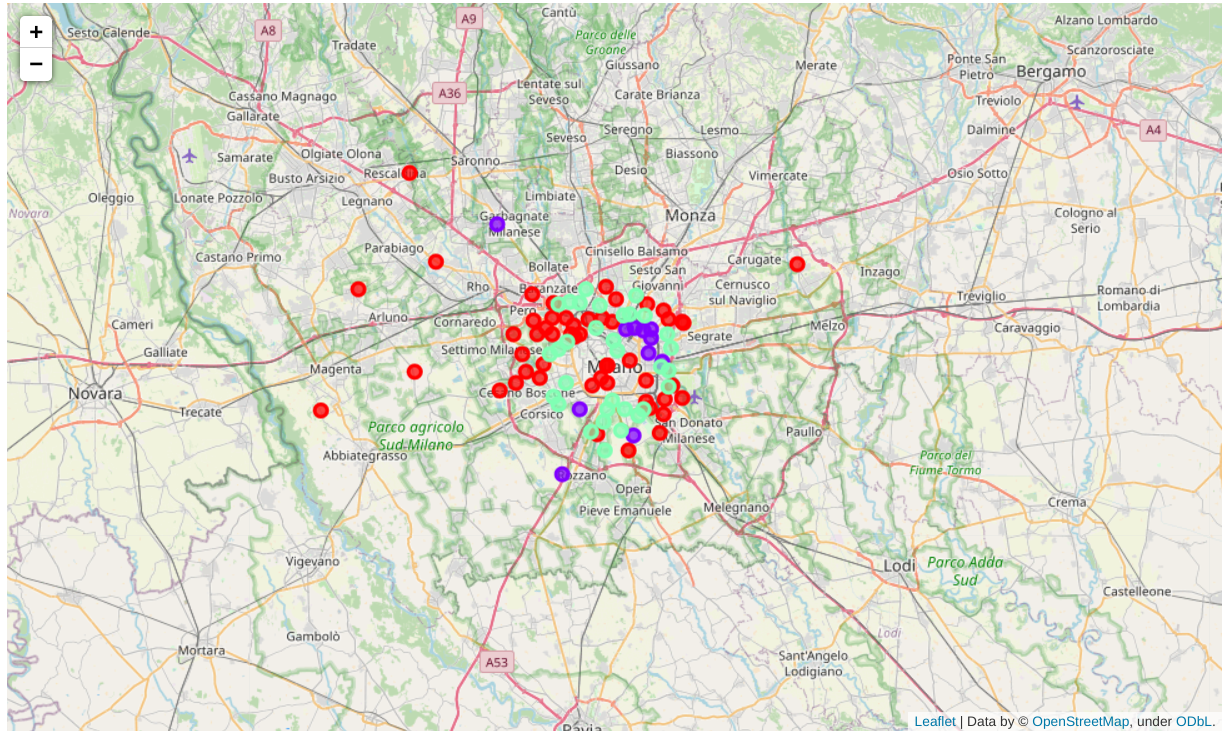 +
−
Sesto Calende
A8
A9
Cantù
Parco delle
Groane
Alzano Lombardo
Tradate
Giussano
Merate
Ponte San
Pietro
Scanzorosciate
Bergamo
Cassano Magnago
A36
Lentate sul
Seveso
Carate Brianza
Treviolo
Gallarate
Seveso
Seregno
Lesmo
Dalmine
A4
Samarate
Olgiate Olona
Saronno
Desio
Biassono
Busto Arsizio
Vimercate
Osio Sotto
Oleggio
Lonate Pozzolo
Legnano
Limbiate
Novara
Garbagnate
Milanese
Monza
Cologno al
Serio
Castano Primo
Parabiago
Bollate
Cinisello Balsamo
Carugate
Inzago
Rho
Sesto San
Giovanni
Cernusco
sul Naviglio
Treviglio
Romano di
Lombardia
Cameri
Arluno
Cornaredo
Pero
Segrate
Melzo
Caravaggio
Galliate
Magenta
Settimo Milanese
Novara
Trecate
Corsico
Parco agricolo
Sud Milano
San Donato
Milanese
Paullo
Abbiategrasso
Parco del
Fiume Tormo
Opera
Pieve Emanuele
Melegnano
Crema
Vigevano
Lodi
Parco Adda
Sud
Castelleone
Gambolò
Lodi
Mortara
A53
Sant'Angelo
Lodigiano
Pavia
Leaflet | Data by © OpenStreetMap, under ODbL.